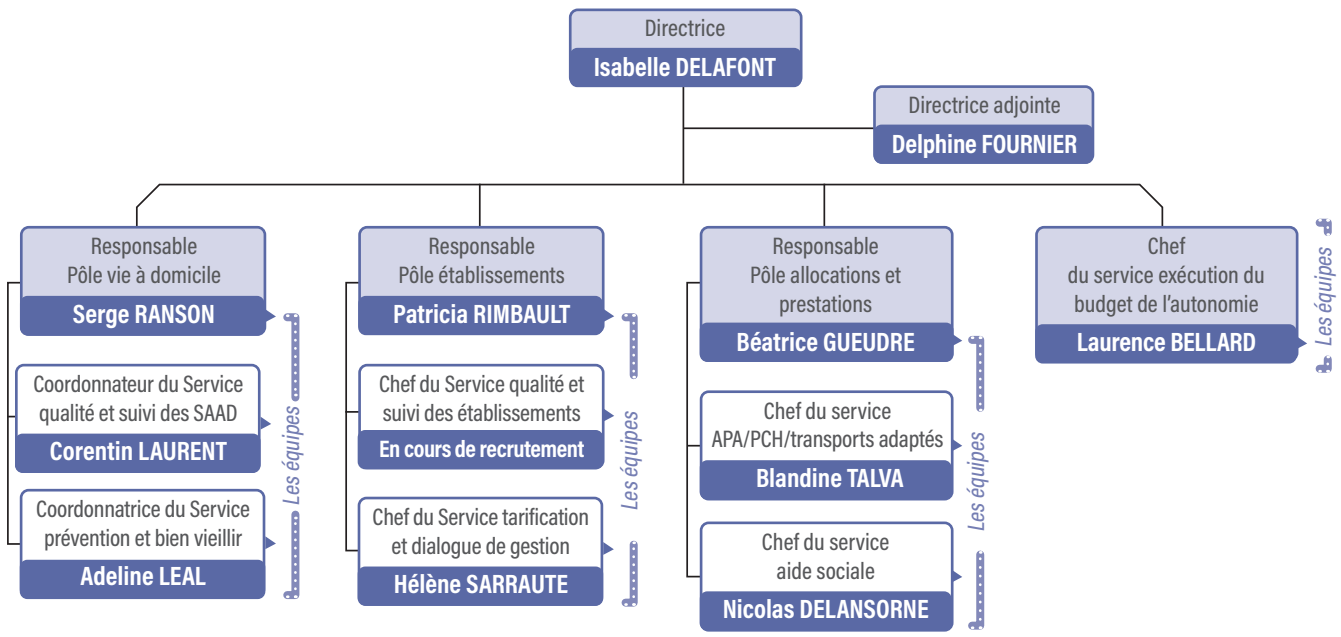 Directrice
Isabelle DELAFONT
Directrice adjointe
Delphine FOURNIER
Responsable
Pôle vie à domicile
Serge RANSON
Coordonnateur du Service
qualité et suivi des SAAD
Corentin LAURENT
Coordonnatrice du Service
prévention et bien vieillir
Adeline LEAL
Les équipes
Responsable
Pôle établissements
Patricia RIMBAULT
Chef du Service qualité et
suivi des établissements
En cours de recrutement
Chef du Service tarification
et dialogue de gestion
Hélène SARRAUTE
Les équipes
Responsable
Pôle allocations et
prestations
Béatrice GUEUDRE
Chef du service
APA/PCH/transports adaptés
Blandine TALVA
Chef du service
aide sociale
Nicolas DELANSORNE
Les équipes
Chef
du service exécution du
budget de l'autonomie
Laurence BELLARD
Les équipes